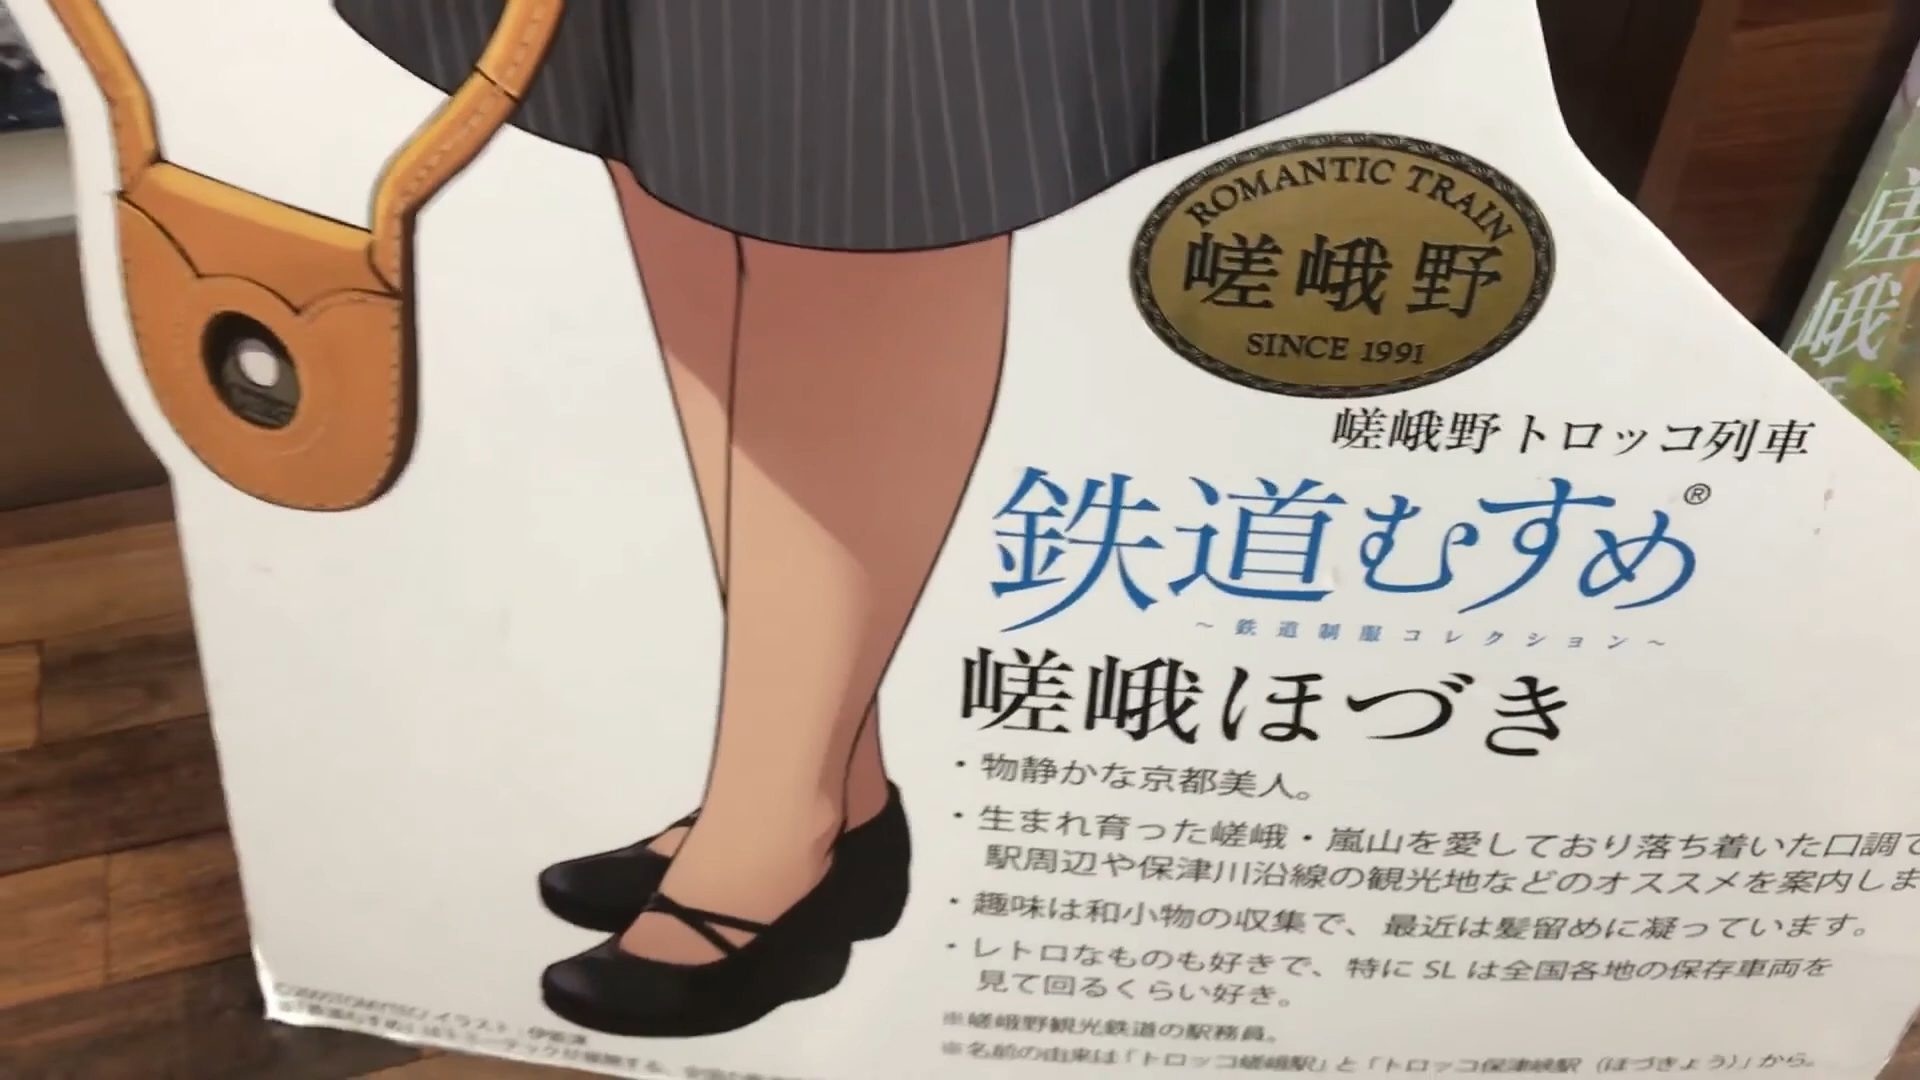 ROMANTIC TRAIN
嵯峨野
SINCE 1991
嵯峨野トロッコ列車
鉄道むすめ®
～鉄道制服コレクション～
嵯峨ほづき
・物静かな京都美人。
・生まれ育った嵯峨・嵐山を愛しており落ち着いた口調で
駅周辺や保津川沿線の観光地などのオススメを案内しま
・趣味は和小物の収集で、最近は髪留めに凝っています。
・レトロなものも好きで、特に SL は全国各地の保存車両を
見て回るくらい好き。
※嵯峨野観光鉄道の駅務員。
※名前の由来は「トロッコ嵯峨駅」と「トロッコ保津峡駅（ほづきょう）」から。
嵯峨